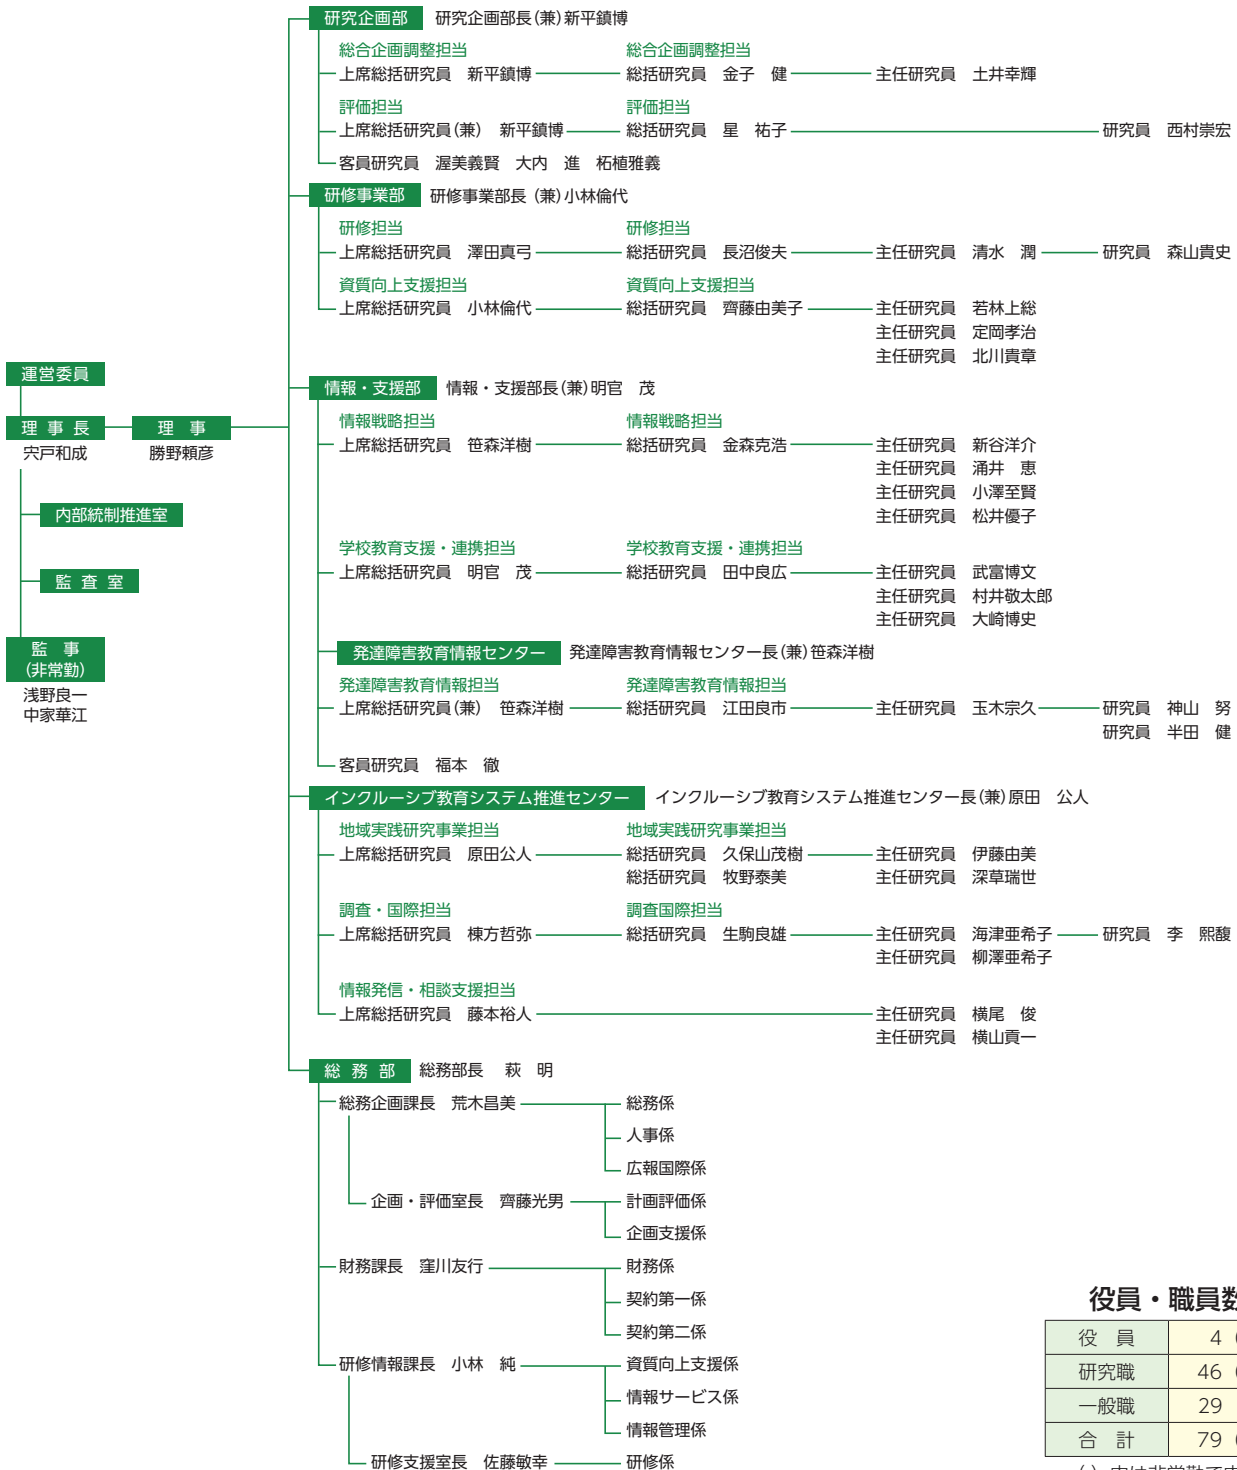 研究企画部 研究企画部長(兼)新平鎮博
総合企画調整担当 総合企画調整担当
上席総括研究員 新平鎮博 総括研究員 金子 健 主任研究員 土井幸輝
評価担当 評価担当
上席総括研究員(兼) 新平鎮博 総括研究員 星 祐子 研究員 西村崇宏
客員研究員 渥美義賢 大内 進 柘植雅義
研修事業部 研修事業部長(兼)小林倫代
研修担当 研修担当
上席総括研究員 澤田真弓 総括研究員 長沼俊夫 主任研究員 清水 潤 研究員 森山貴史
資質向上支援担当 資質向上支援担当
上席総括研究員 小林倫代 総括研究員 齊藤由美子 主任研究員 若林上総
主任研究員 定岡孝治
主任研究員 北川貴章
運営委員
理事長 理事
宍戸和成 勝野頼彦
内部統制推進室
監査室
監事
(非常勤)
浅野良一
中家華江
情報・支援部 情報・支援部長(兼)明官 茂
情報戦略担当 情報戦略担当
上席総括研究員 笹森洋樹 総括研究員 金森克浩 主任研究員 新谷洋介
主任研究員 涌井 恵
主任研究員 小澤至賢
主任研究員 松井優子
学校教育支援・連携担当 学校教育支援・連携担当
上席総括研究員 明官 茂 総括研究員 田中良広 主任研究員 武富博文
主任研究員 村井敬太郎
主任研究員 大崎博史
発達障害教育情報センター 発達障害教育情報センター長(兼)笹森洋樹
発達障害教育情報担当 発達障害教育情報担当
上席総括研究員(兼) 笹森洋樹 総括研究員 江田良市 主任研究員 玉木宗久 研究員 神山 努
研究員 半田 健
客員研究員 福本 徹
インクルーシブ教育システム推進センター インクルーシブ教育システム推進センター長(兼)原田 公人
地域実践研究事業担当 地域実践研究事業担当
上席総括研究員 原田公人 総括研究員 久保山茂樹 主任研究員 伊藤由美
総括研究員 牧野泰美 主任研究員 深草瑞世
調査・国際担当 調査国際担当
上席総括研究員 棟方哲弥 総括研究員 生駒良雄 主任研究員 海津亜希子 研究員 李 熙馥
主任研究員 柳澤亜希子
情報発信・相談支援担当
上席総括研究員 藤本裕人 主任研究員 横尾 俊
主任研究員 横山貢一
総務部 総務部長 萩 明
総務企画課長 荒木昌美 総務係
人事係
広報国際係
企画・評価室長 齊藤光男 計画評価係
企画支援係
財務課長 窪川友行 財務係
契約第一係
契約第二係
研修情報課長 小林 純 資質向上支援係
情報サービス係
情報管理係
研修支援室長 佐藤敏幸 研修係
役員・職員数
役員 4 (
研究職 46 (
一般職 29
合計 79 (